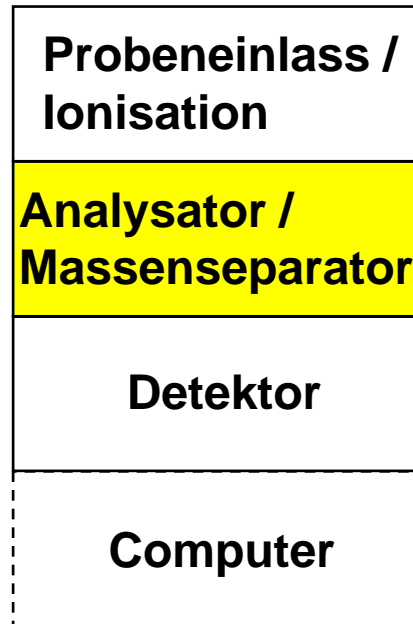 Probeneinlass /
Ionisation
Analysator /
Massenseparator
Detektor
Computer